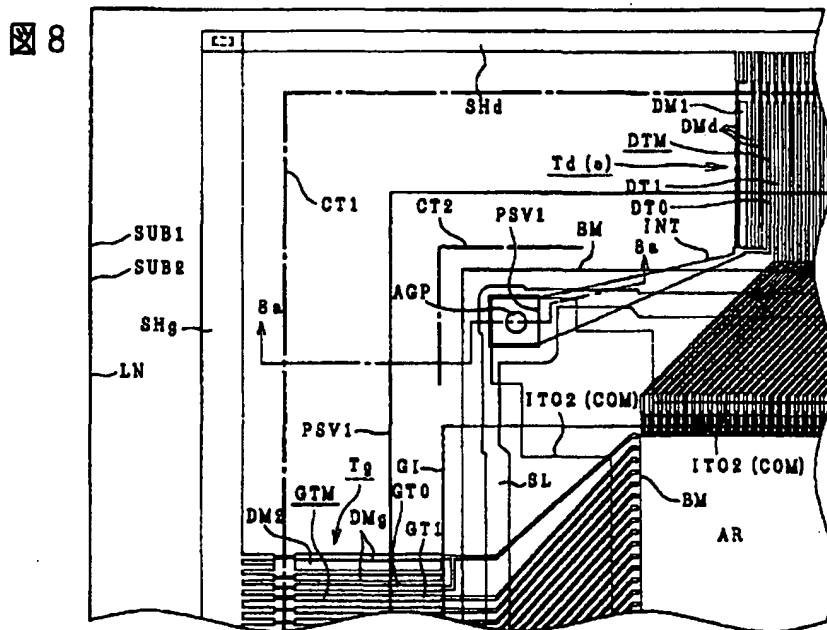 図 8
SHd
DM1
DMd
DTM
Td (e)
DT1
DT0
CT1
CT2
PSV1
BM
INT
8a
SUB1
SUB2
AGP
8a
SHg
LN
ITO2 (COM)
PSV1
GI
ITO2 (COM)
Tg
GTM
GT0
SL
BM
DM2
DMg
GT1
AR